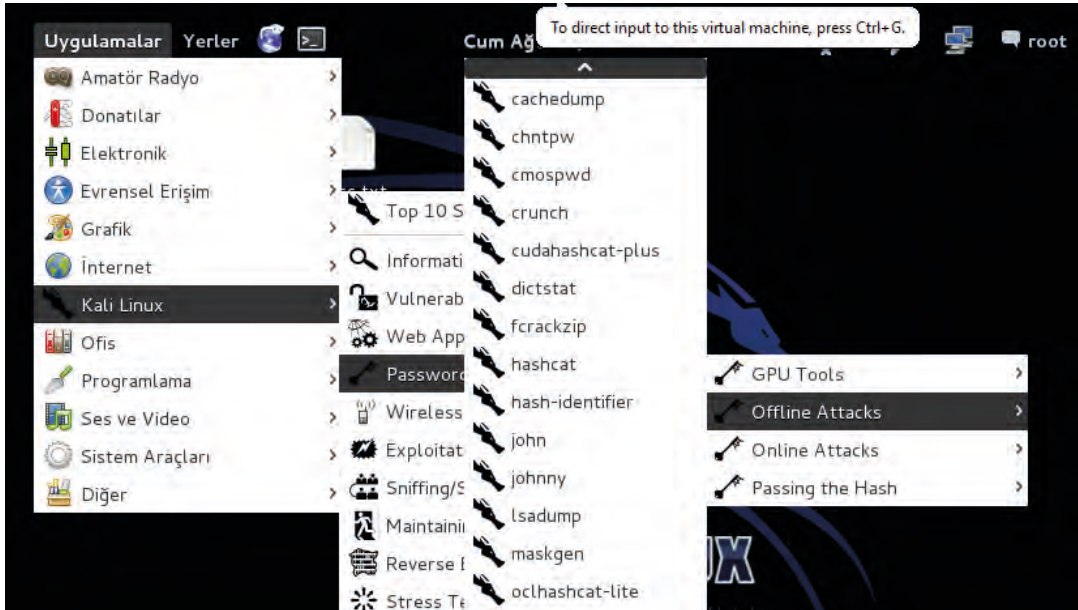 To direct input to this virtual machine, press Ctrl+G.
Uygulamalar Yerler Cum root
Amatör Radyo
Donatılar
Elektronik
Evrensel Erişim
Grafik
İnternet
Kali Linux
Ofis
Programlama
Ses ve Video
Sistem Araçları
Diğer
Top 10 S
Informati
Vulnerab
Web App
Password
Wireless
Exploitat
Sniffing/S
Maintaini
Reverse E
Stress Te
cachedump
chntpw
cmospwd
crunch
cudahashcat-plus
dictstat
fcrackzip
hashcat
hash-identifier
john
johnny
lsadump
maskgen
oclhashcat-lite
GPU Tools
Offline Attacks
Online Attacks
Passing the Hash
UX